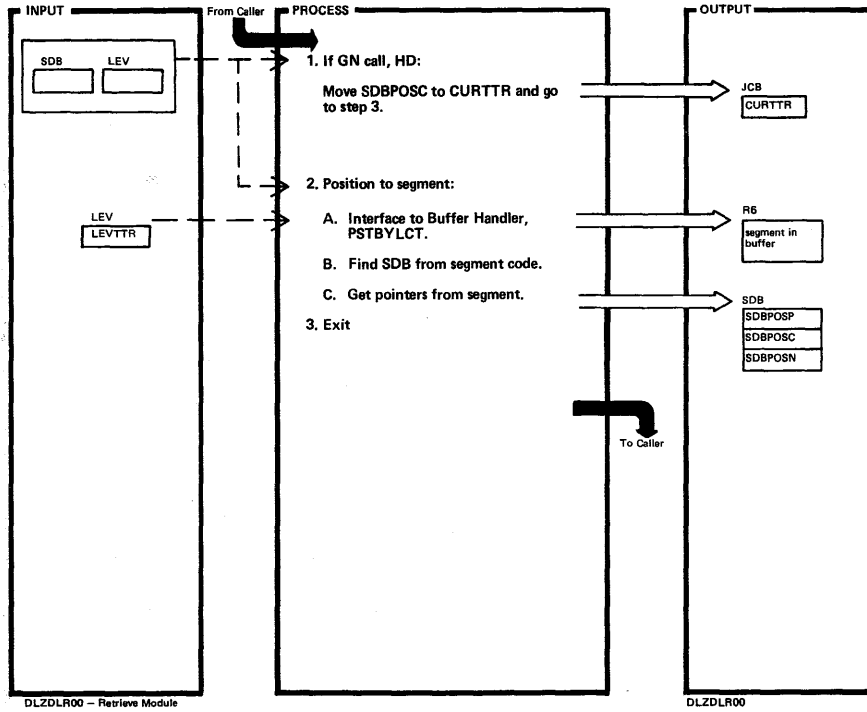 INPUT
From Caller
PROCESS
OUTPUT
SDB LEV
1. If GN call, HD:
Move SDBPOSC to CURTTR and go
to step 3.
JCB
CURTTR
2. Position to segment:
LEV
LEVTTR
A. Interface to Buffer Handler,
PSTBYLCT.
R6
segment in
buffer
B. Find SDB from segment code.
C. Get pointers from segment.
SDB
SDBPOSP
SDBPOSC
SDBPOSN
3. Exit
To Caller
DLZDLR00 – Retrieve Module
DLZDLR00